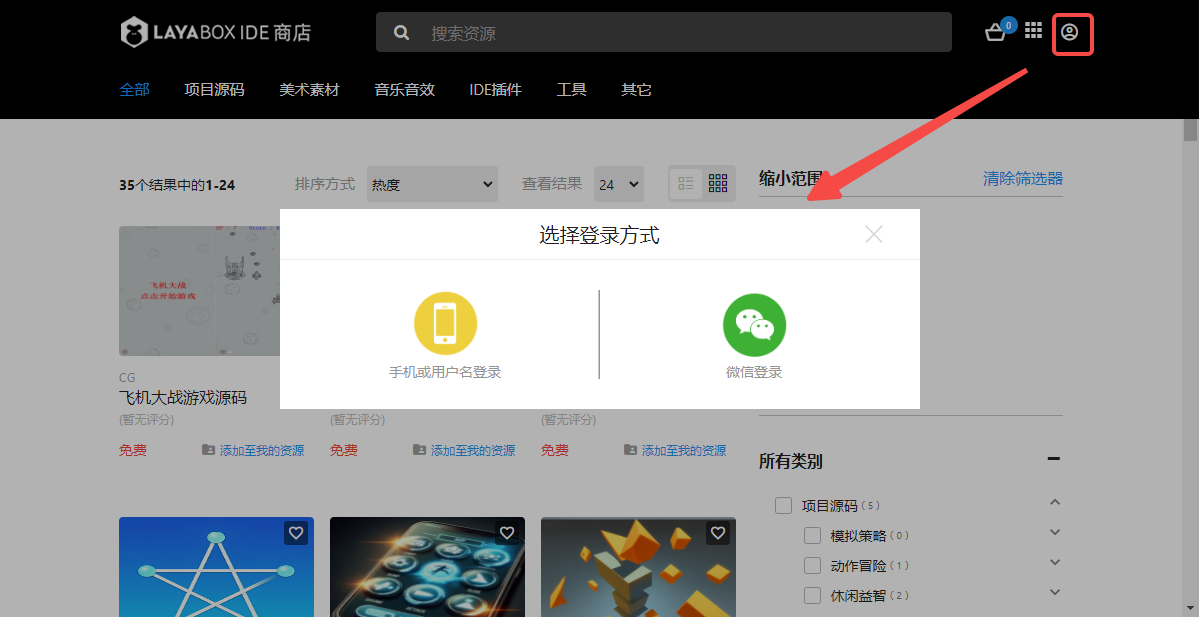 LAYABOX IDE 商店
搜索资源
0
全部 项目源码 美术素材 音乐音效 IDE插件 工具 其它
35个结果中的1-24 排序方式 热度 查看结果 24
缩小范围 清除筛选器
选择登录方式
手机或用户名登录
微信登录
飞机大战
点击开始游戏
CG
飞机大战游戏源码
(暂无评分) (暂无评分) (暂无评分)
免费 添加至我的资源 免费 添加至我的资源 免费 添加至我的资源
所有类别
项目源码 ( 5 )
模拟策略 ( 0 )
动作冒险 ( 1 )
休闲益智 ( 2 )